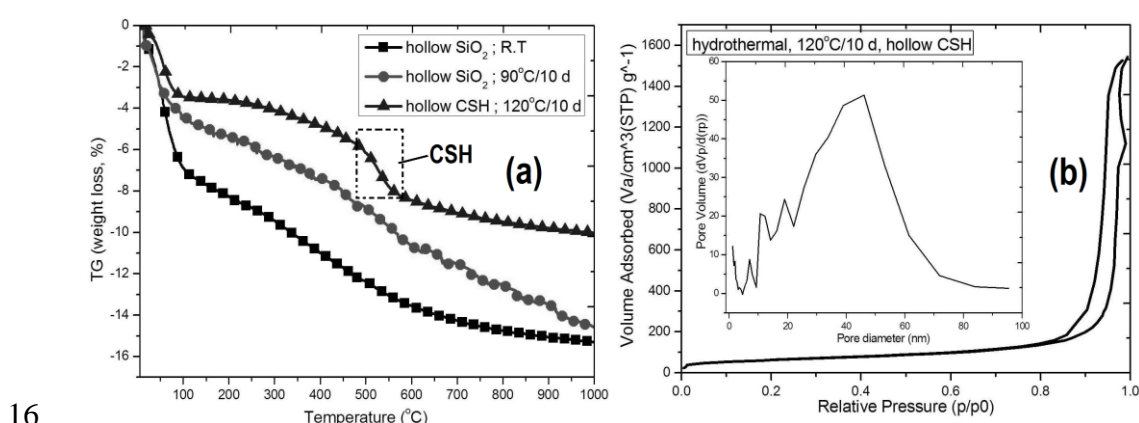 0
-2
-4
-6
-8
-10
-12
-14
-16
TG (weight loss, %)
hollow SiO₂ ; R.T
hollow SiO₂ ; 90°C/10 d
hollow CSH ; 120°C/10 d
CSH
(a)
100 200 300 400 500 600 700 800 900 1000
Temperature (°C)
1600
1400
1200
1000
800
600
400
200
0
Volume Adsorbed (Va/cm^3(STP) g^-1)
hydrothermal, 120°C/10 d, hollow CSH
60
50
40
30
20
10
0
Pore Volume (dVp/d(rp))
0 20 40 60 80 100
Pore diameter (nm)
(b)
0.0 0.2 0.4 0.6 0.8 1.0
Relative Pressure (p/p0)
16